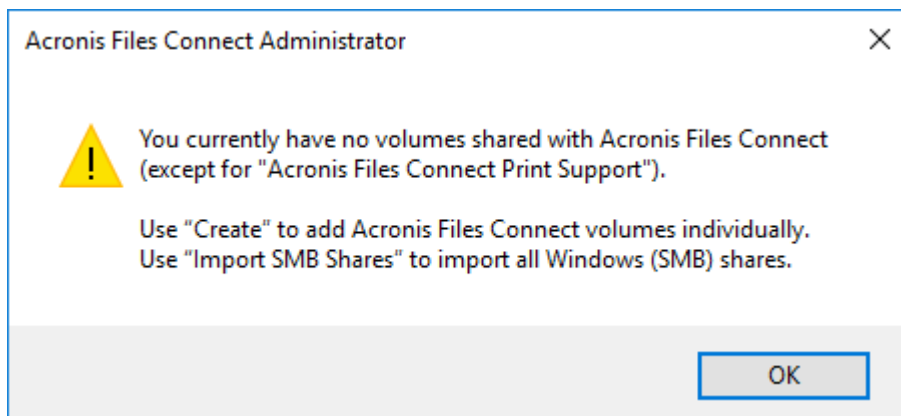 Acronis Files Connect Administrator
You currently have no volumes shared with Acronis Files Connect
(except for "Acronis Files Connect Print Support").
Use “Create” to add Acronis Files Connect volumes individually.
Use “Import SMB Shares” to import all Windows (SMB) shares.
OK